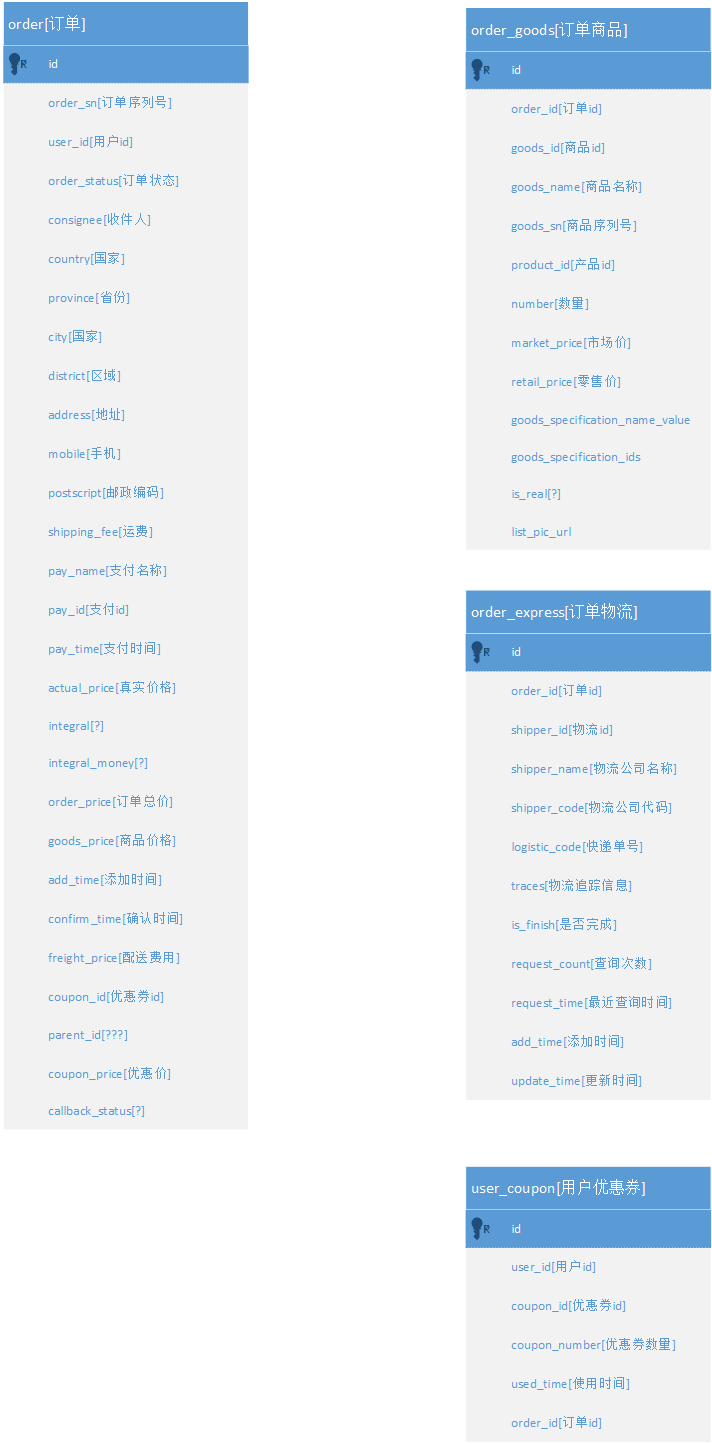 order[订单]
id
order_sn[订单序列号]
user_id[用户id]
order_status[订单状态]
consignee[收件人]
country[国家]
province[省份]
city[国家]
district[区域]
address[地址]
mobile[手机]
postscript[邮政编码]
shipping_fee[运费]
pay_name[支付名称]
pay_id[支付id]
pay_time[支付时间]
actual_price[真实价格]
integral[?]
integral_money[?]
order_price[订单总价]
goods_price[商品价格]
add_time[添加时间]
confirm_time[确认时间]
freight_price[配送费用]
coupon_id[优惠券id]
parent_id[???]
coupon_price[优惠价]
callback_status[?]
order_goods[订单商品]
id
order_id[订单id]
goods_id[商品id]
goods_name[商品名称]
goods_sn[商品序列号]
product_id[产品id]
number[数量]
market_price[市场价]
retail_price[零售价]
goods_specification_name_value
goods_specification_ids
is_real[?]
list_pic_url
order_express[订单物流]
id
order_id[订单id]
shipper_id[物流id]
shipper_name[物流公司名称]
shipper_code[物流公司代码]
logistic_code[快递单号]
traces[物流追踪信息]
is_finish[是否完成]
request_count[查询次数]
request_time[最近查询时间]
add_time[添加时间]
update_time[更新时间]
user_coupon[用户优惠券]
id
user_id[用户id]
coupon_id[优惠券id]
coupon_number[优惠券数量]
used_time[使用时间]
order_id[订单id]